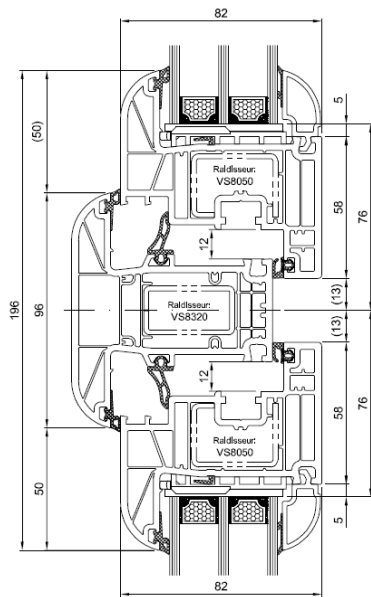 82
5
(50)
Raidisseur:
VS8050
58
76
12
(13)
196
96
Raidisseur:
VS8320
(13)
12
76
58
50
Raidisseur:
VS8050
5
82